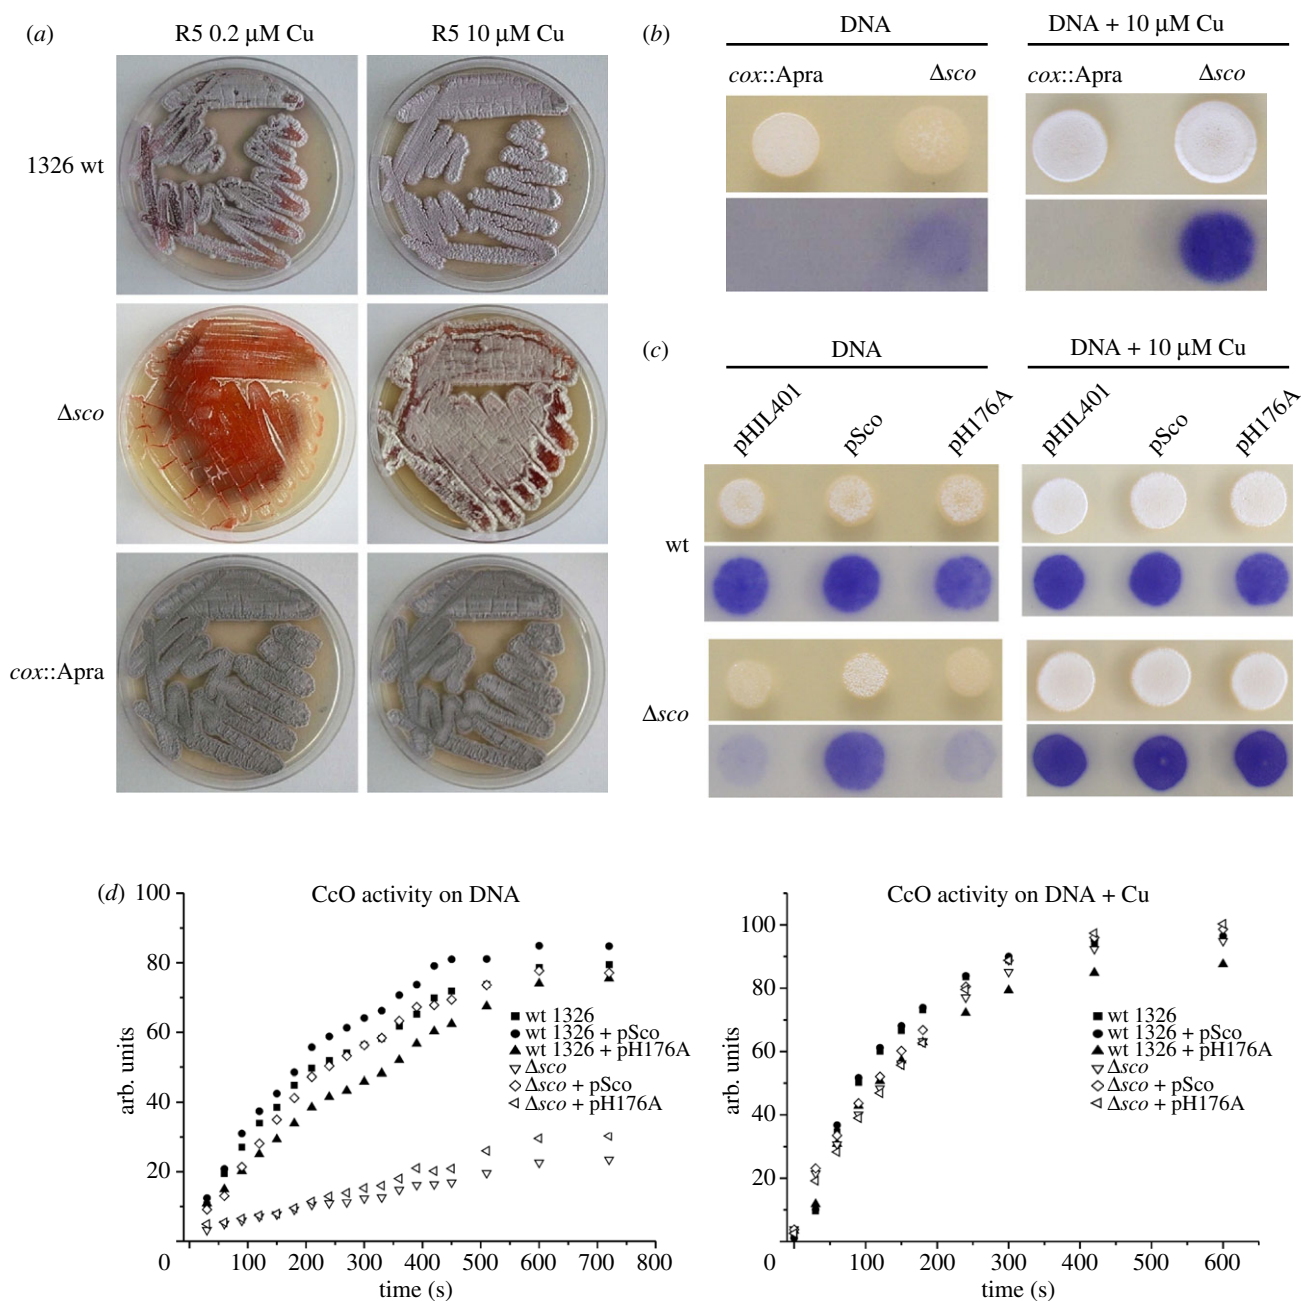 (a)
R5 0.2 µM Cu
R5 10 µM Cu
1326 wt
Δsco
cox::Apra
(b)
DNA
DNA + 10 µM Cu
cox::Apra
Δsco
cox::Apra
Δsco
(c)
DNA
DNA + 10 µM Cu
pHJL401
pSco
pH176A
pHJL401
pSco
pH176A
wt
Δsco
(d)
CcO activity on DNA
100
80
60
40
20
0
100
200
300
400
500
600
700
800
arb. units
time (s)
wt 1326
wt 1326 + pSco
wt 1326 + pH176A
Δsco
Δsco + pSco
Δsco + pH176A
CcO activity on DNA + Cu
100
80
60
40
20
0
100
200
300
400
500
600
arb. units
time (s)
wt 1326
wt 1326 + pSco
wt 1326 + pH176A
Δsco
Δsco + pSco
Δsco + pH176A